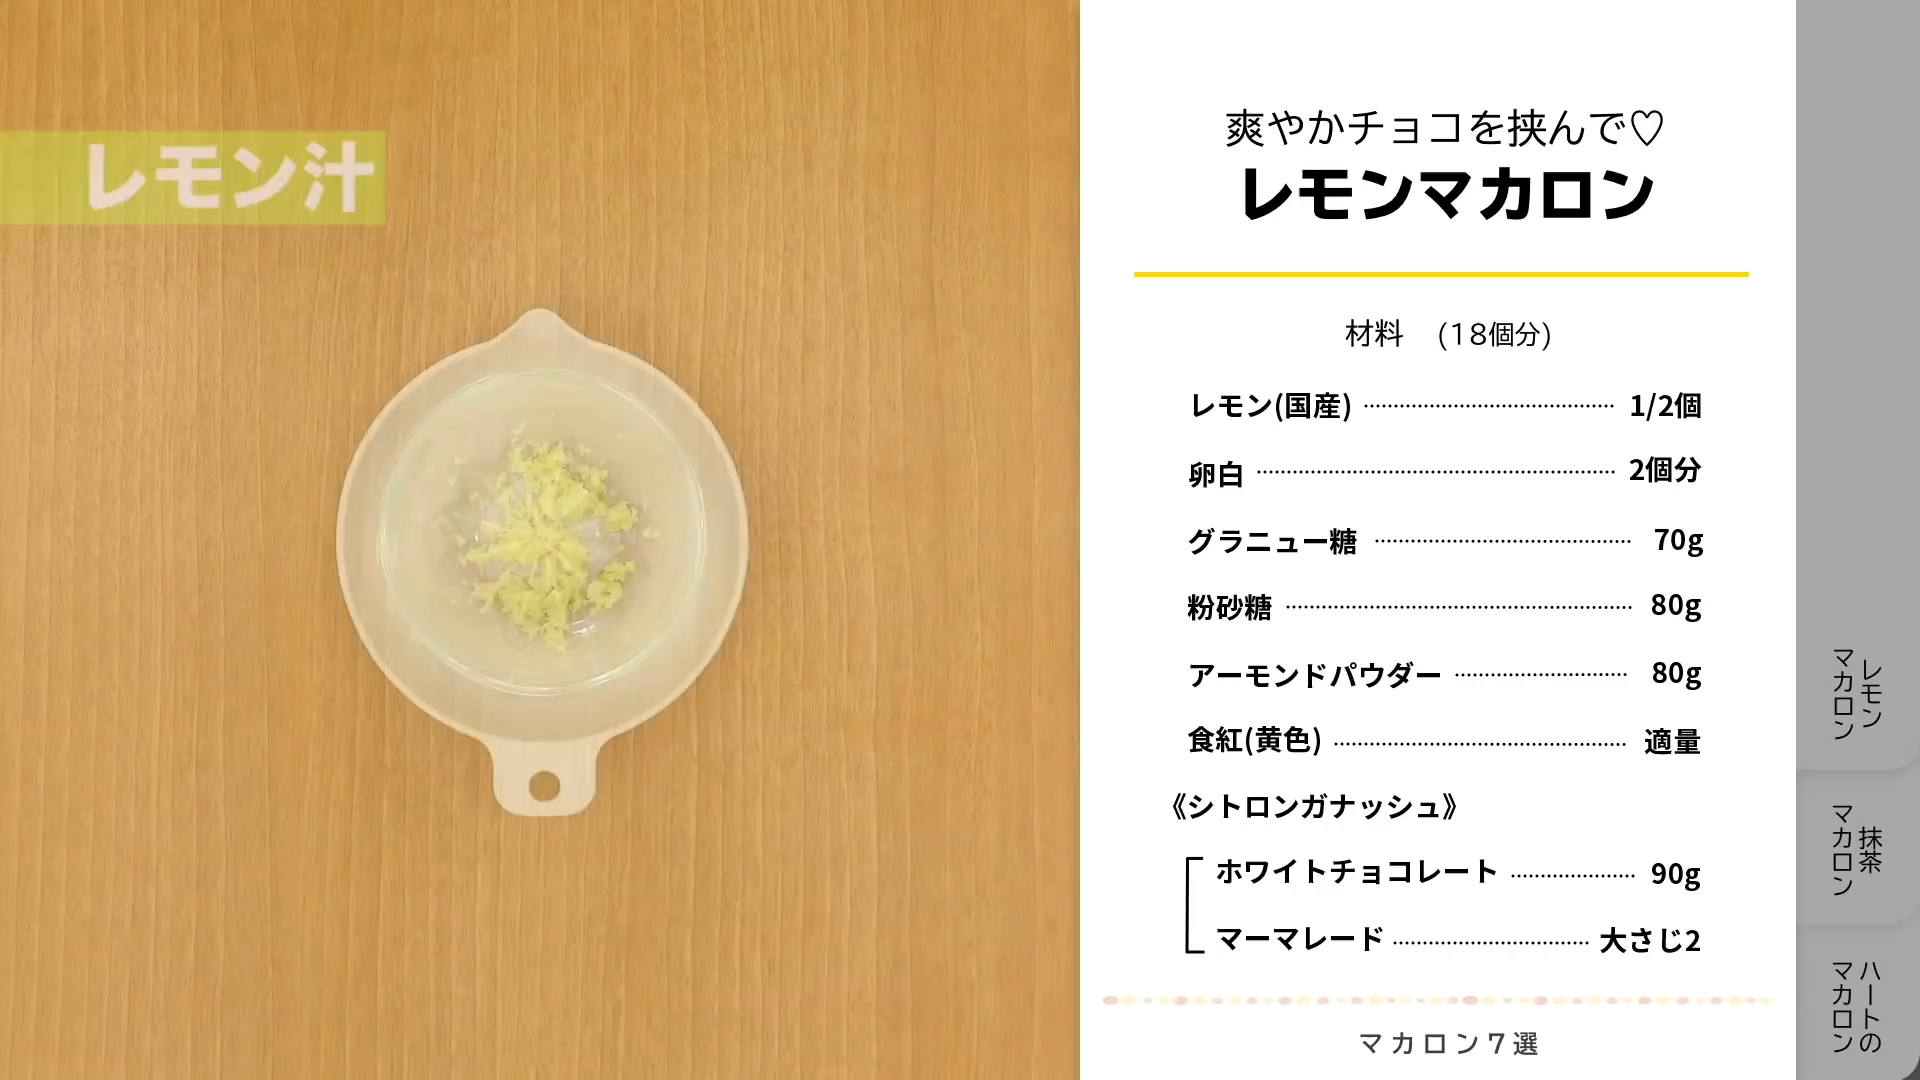 レモン汁
爽やかチョコを挟んで♡
レモンマカロン
材料 (18個分)
レモン(国産) 1/2個
卵白 2個分
グラニュー糖 70g
粉砂糖 80g
アーモンドパウダー 80g
食紅(黄色) 適量
《シトロンガナッシュ》
ホワイトチョコレート 90g
マーマレード 大さじ2
マカロン7選
レモン
マカロン
抹茶
マカロン
ハートの
マカロン